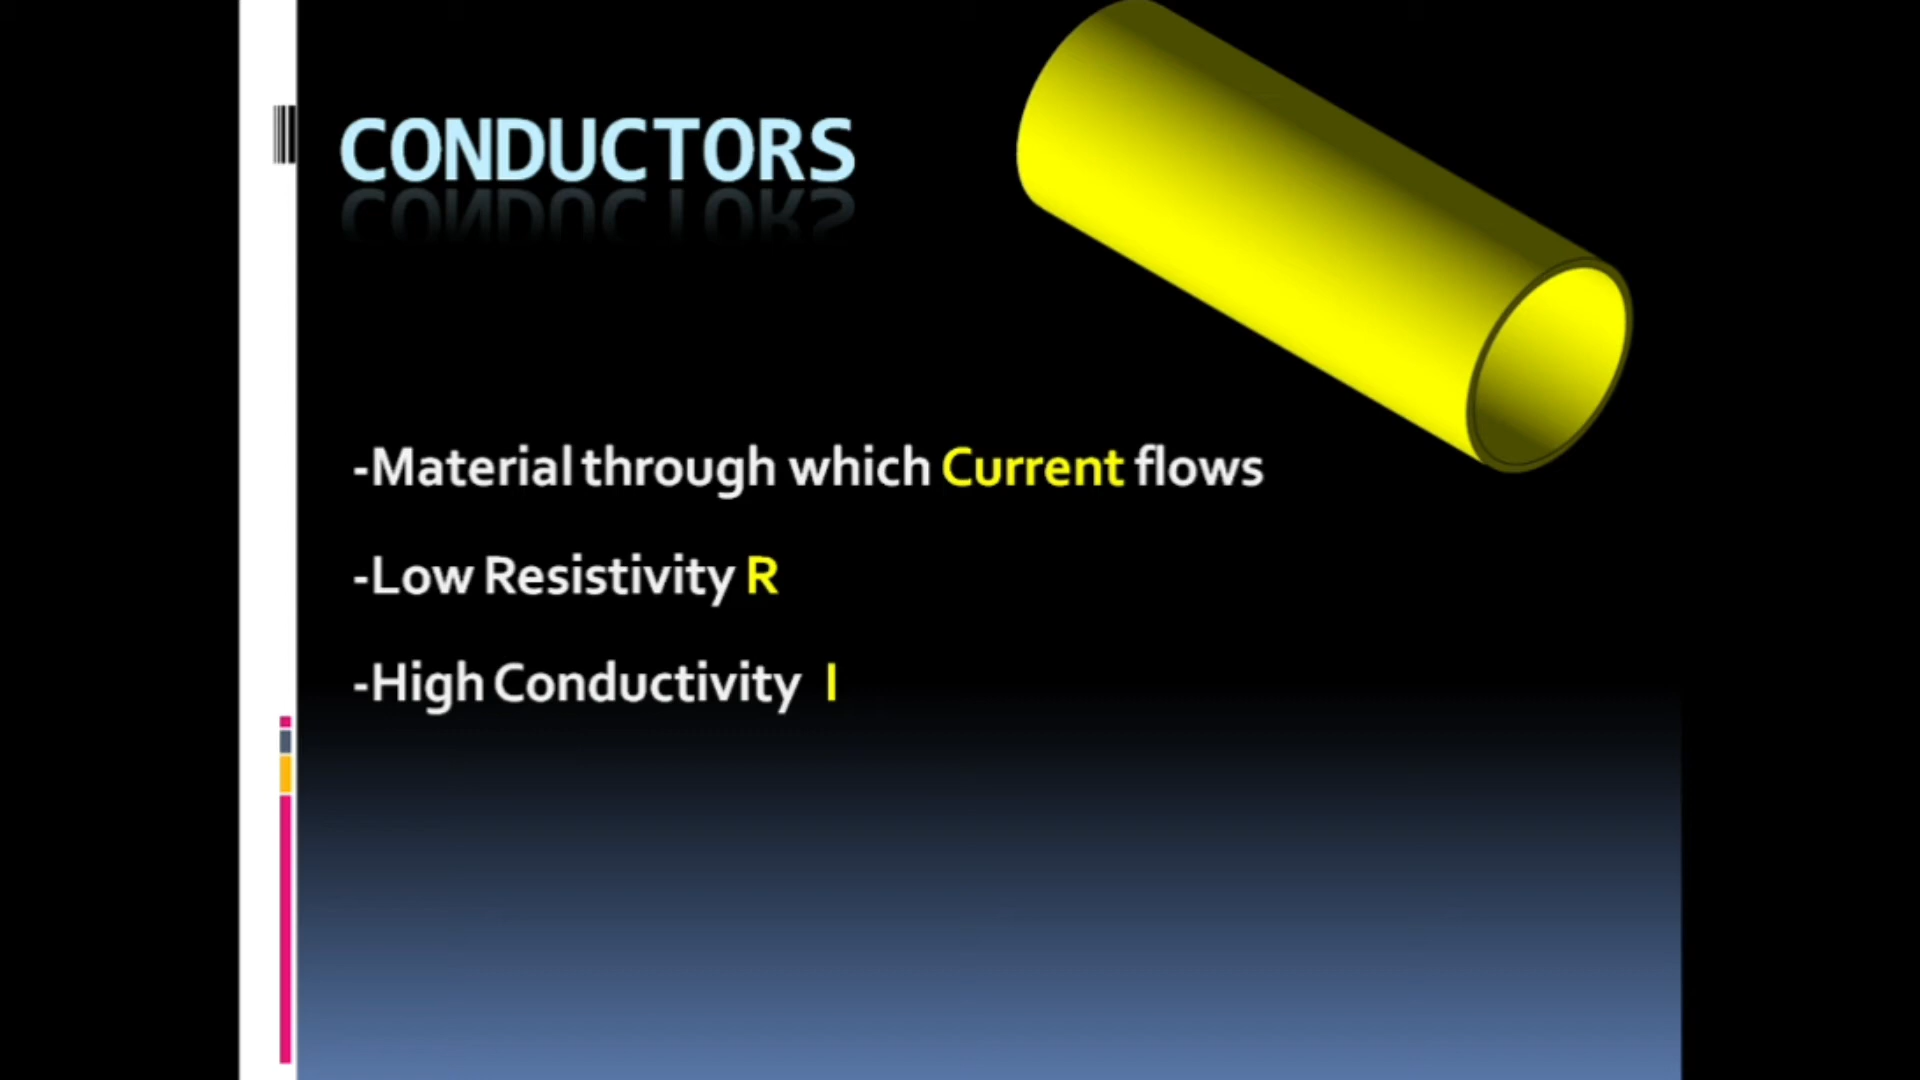 CONDUCTORS
-Material through which Current flows
-Low Resistivity R
-High Conductivity I